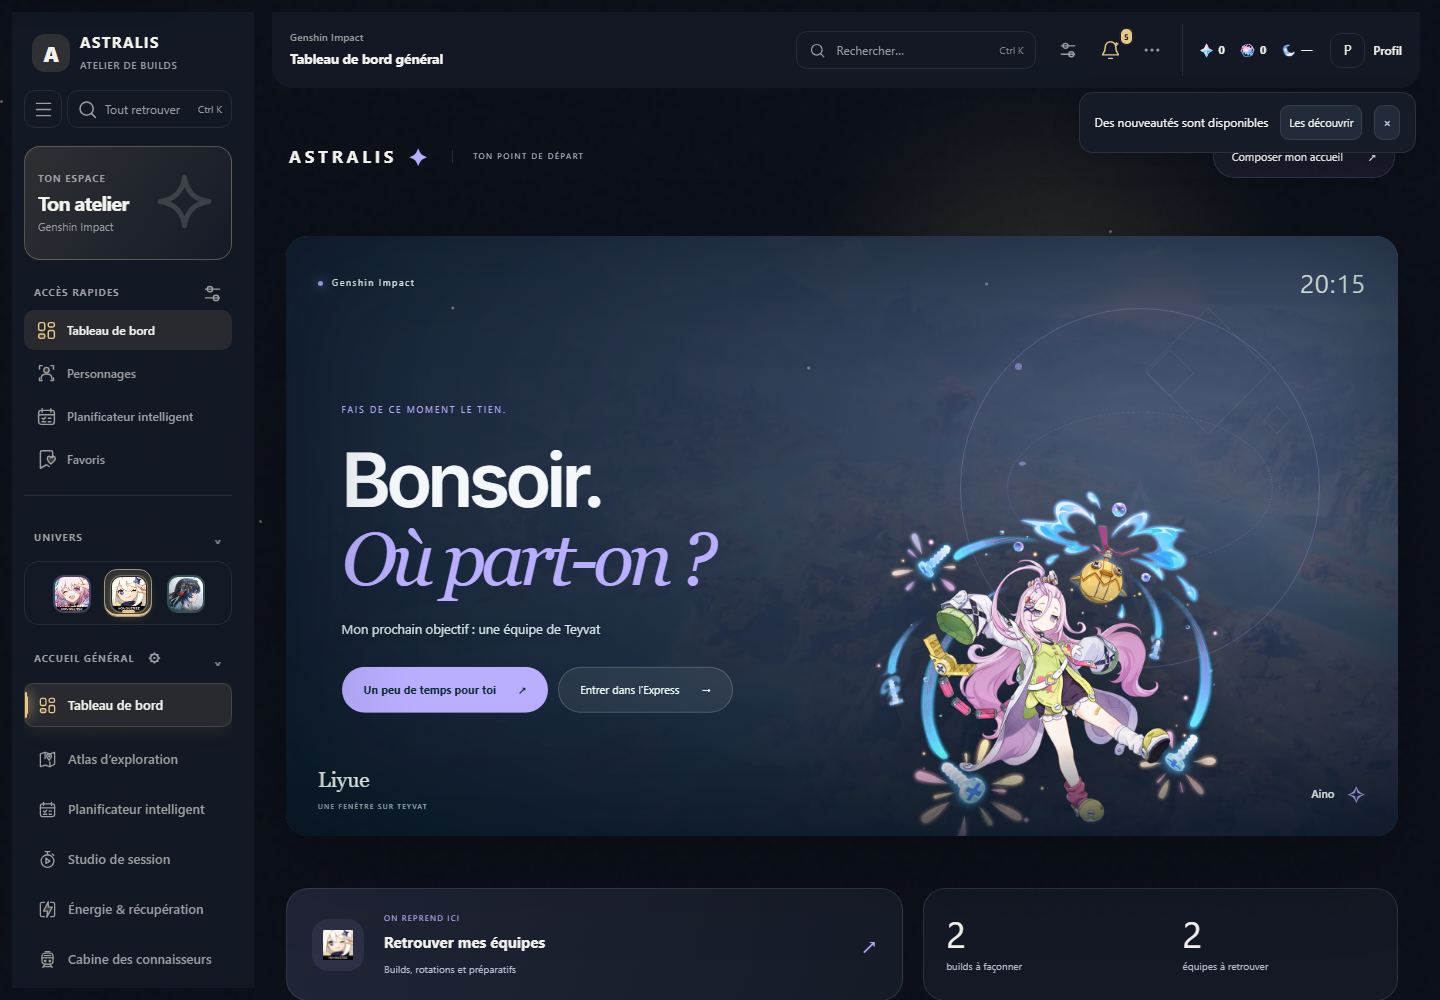 A
ASTRALIS
ATELIER DE BUILDS
Tout retrouver
Ctrl K
TON ESPACE
Ton atelier
Genshin Impact
ACCÈS RAPIDES
Tableau de bord
Personnages
Planificateur intelligent
Favoris
UNIVERS
ACCUEIL GÉNÉRAL
Tableau de bord
Atlas d'exploration
Planificateur intelligent
Studio de session
Énergie & récupération
Cabine des connaisseurs
Genshin Impact
Tableau de bord général
Rechercher...
Ctrl K
5
0
0
—
P
Profil
Des nouveautés sont disponibles
Les découvrir
×
ASTRALIS
TON POINT DE DÉPART
Composer mon accueil ↗
Genshin Impact
20:15
FAIS DE CE MOMENT LE TIEN.
Bonsoir.
Où part-on ?
Mon prochain objectif : une équipe de Teyvat
Un peu de temps pour toi ↗
Entrer dans l'Express →
Liyue
UNE FENÊTRE SUR TEYVAT
Aino
ON REPREND ICI
Retrouver mes équipes
Builds, rotations et préparatifs
↗
2
builds à façonner
2
équipes à retrouver